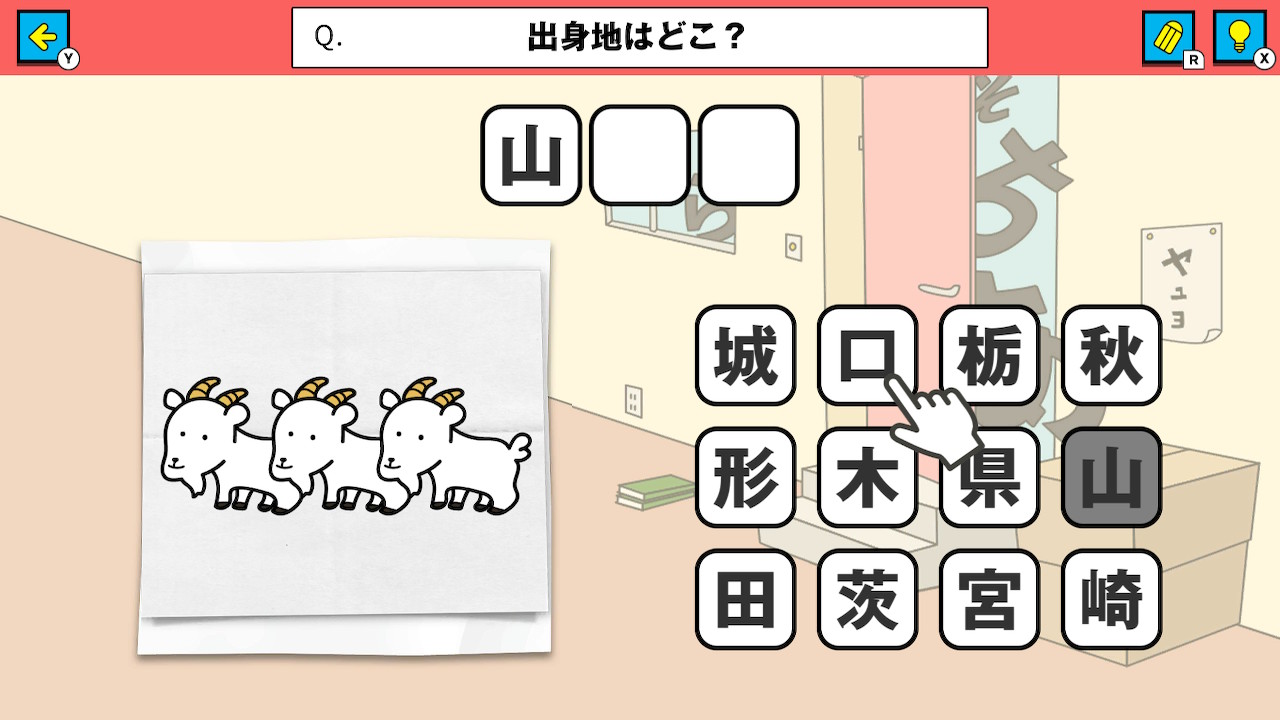 Q. 出身地はどこ？
Y
R
X
山
城 口 栃 秋
形 木 県 山
田 茨 宮 崎
ヤ
ュ
ヨ